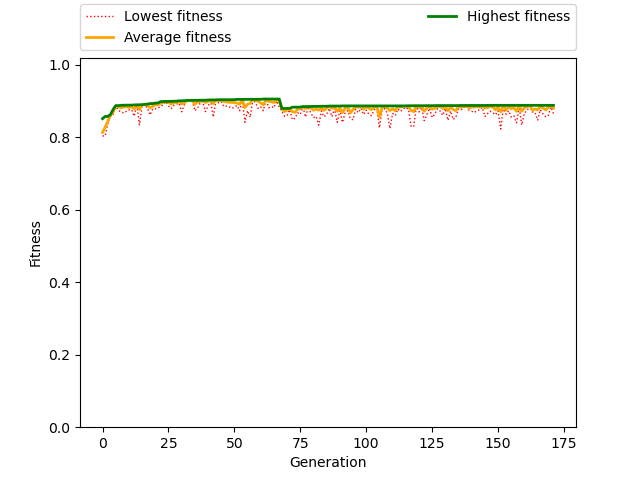 Lowest fitness
Highest fitness
Average fitness
1.0
0.8
0.6
0.4
0.2
0.0
Fitness
0 25 50 75 100 125 150 175
Generation